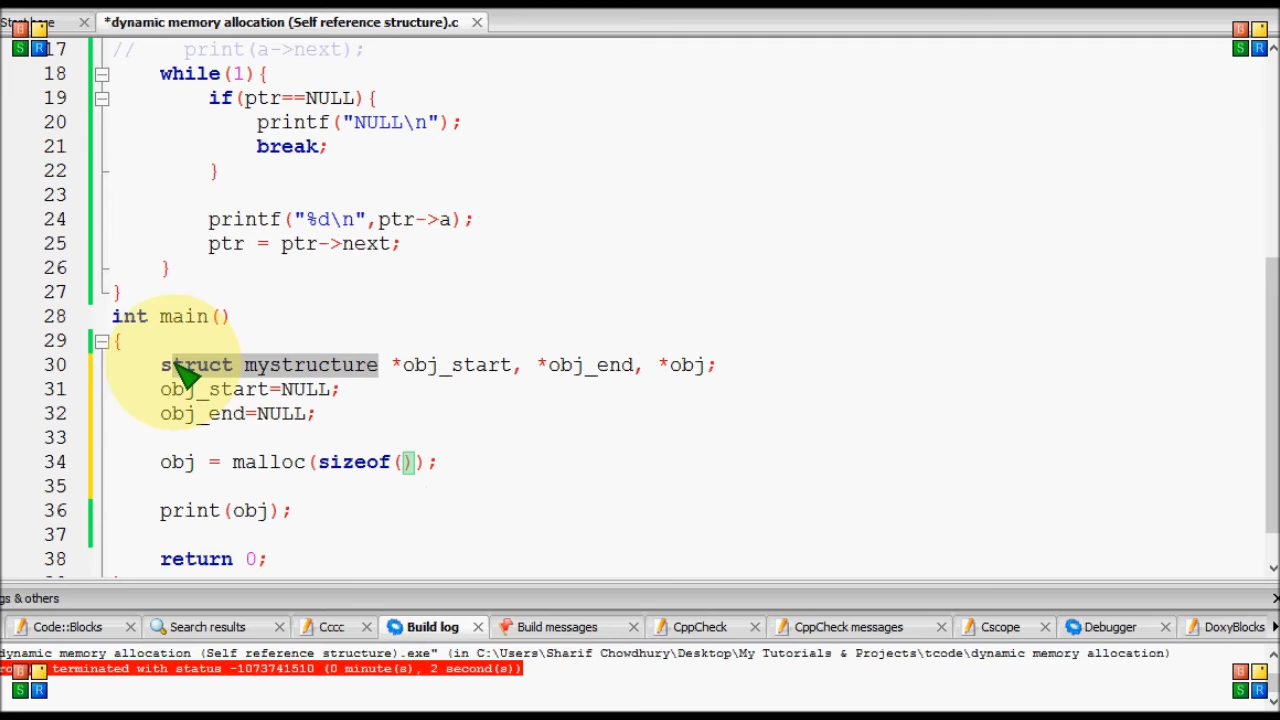 here
*dynamic memory allocation (Self reference structure).c
B
S R
B
S R
17 // print(a->next);
18 while(1){
19 if(ptr==NULL){
20 printf("NULL\n");
21 break;
22 }
23
24 printf("%d\n",ptr->a);
25 ptr = ptr->next;
26 }
27 }
28 int main()
29 {
30 struct mystructure *obj_start, *obj_end, *obj;
31 obj_start=NULL;
32 obj_end=NULL;
33
34 obj = malloc(sizeof());
35
36 print(obj);
37
38 return 0;
gs & others
Code::Blocks Search results Cccc Build log Build messages CppCheck CppCheck messages Cscope Debugger DoxyBlocks
dynamic memory allocation (Self reference structure).exe" (in C:\Users\Sharif Chowdhury\Desktop\My Tutorials & Projects\tcode\dynamic memory allocation)
terminated with status -1073741510 (0 minute(s), 2 second(s))
B
S R
B
S R